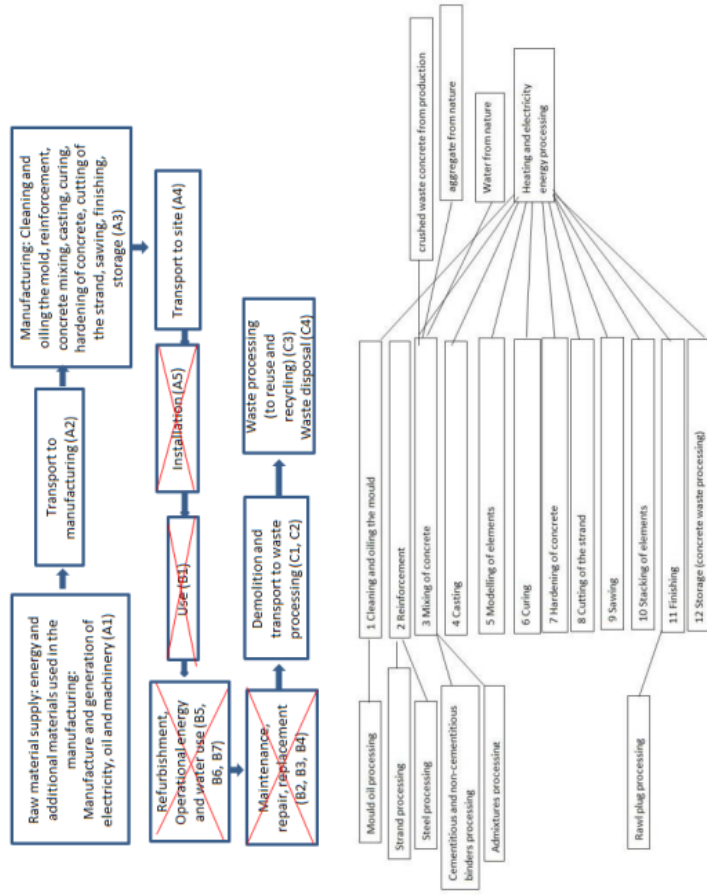 Raw material supply: energy and
additional materials used in the
manufacturing:
Manufacture and generation of
electricity, oil and machinery (A1)
Transport to
manufacturing (A2)
Manufacturing: Cleaning and
oiling the mold, reinforcement,
concrete mixing, casting, curing,
hardening of concrete, cutting of
the strand, sawing, finishing,
storage (A3)
Transport to site (A4)
Installation (A5)
Use (B1)
Refurbishment,
Operational energy
and water use (B5,
B6, B7)
Maintenance,
repair, replacement
(B2, B3, B4)
Demolition and
transport to waste
processing (C1, C2)
Waste processing
(to reuse and
recycling) (C3)
Waste disposal (C4)
Mould oil processing
Strand processing
Steel processing
Cementitious and non-cementitious
binders processing
Admixtures processing
Rawl plug processing
1 Cleaning and oiling the mould
2 Reinforcement
3 Mixing of concrete
4 Casting
5 Modelling of elements
6 Curing
7 Hardening of concrete
8 Cutting of the strand
9 Sawing
10 Stacking of elements
11 Finishing
12 Storage (concrete waste processing)
crushed waste concrete from production
aggregate from nature
Water from nature
Heating and electricity
energy processing